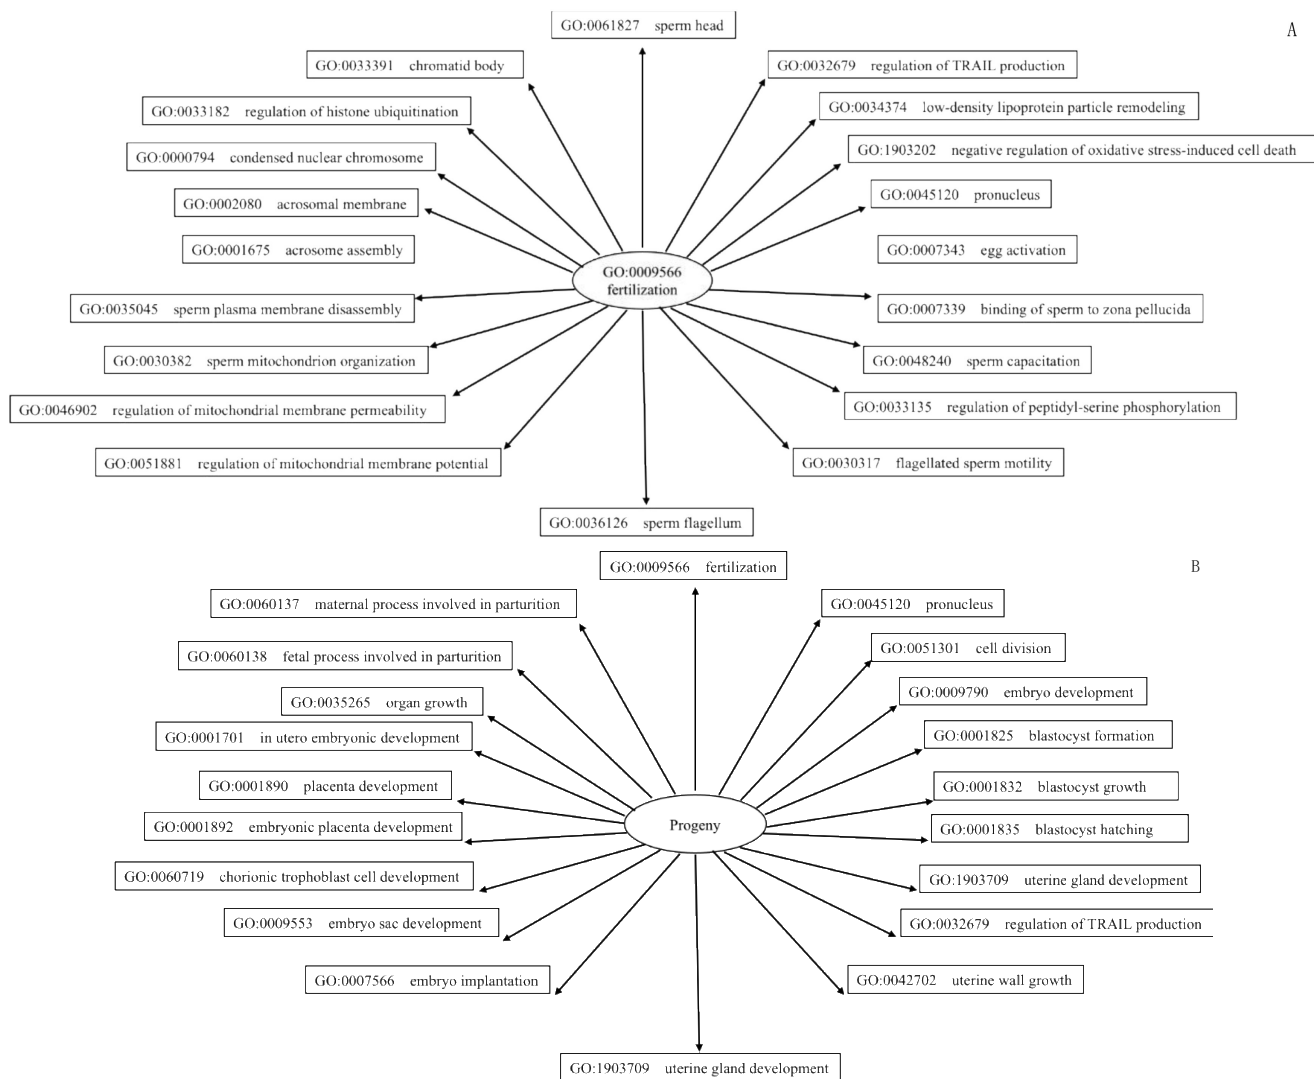 GO:0061827 sperm head
A
GO:0033391 chromatid body
GO:0032679 regulation of TRAIL production
GO:0033182 regulation of histone ubiquitination
GO:0034374 low-density lipoprotein particle remodeling
GO:0000794 condensed nuclear chromosome
GO:1903202 negative regulation of oxidative stress-induced cell death
GO:0002080 acrosomal membrane
GO:0045120 pronucleus
GO:0001675 acrosome assembly
GO:0007343 egg activation
GO:0009566
fertilization
GO:0035045 sperm plasma membrane disassembly
GO:0007339 binding of sperm to zona pellucida
GO:0030382 sperm mitochondrion organization
GO:0048240 sperm capacitation
GO:0046902 regulation of mitochondrial membrane permeability
GO:0033135 regulation of peptidyl-serine phosphorylation
GO:0051881 regulation of mitochondrial membrane potential
GO:0030317 flagellated sperm motility
GO:0036126 sperm flagellum
GO:0009566 fertilization
B
GO:0060137 maternal process involved in parturition
GO:0045120 pronucleus
GO:0060138 fetal process involved in parturition
GO:0051301 cell division
GO:0035265 organ growth
GO:0009790 embryo development
GO:0001701 in utero embryonic development
GO:0001825 blastocyst formation
GO:0001890 placenta development
GO:0001832 blastocyst growth
GO:0001892 embryonic placenta development
Progeny
GO:0001835 blastocyst hatching
GO:0060719 chorionic trophoblast cell development
GO:1903709 uterine gland development
GO:0009553 embryo sac development
GO:0032679 regulation of TRAIL production
GO:0007566 embryo implantation
GO:0042702 uterine wall growth
GO:1903709 uterine gland development